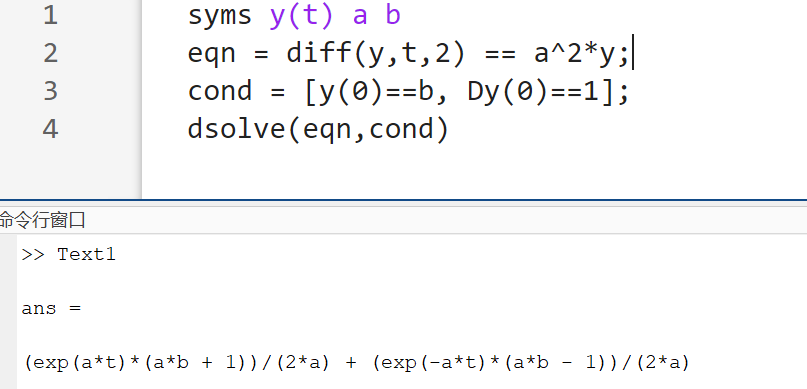 1 syms y(t) a b
2 eqn = diff(y,t,2) == a^2*y;
3 cond = [y(0)==b, Dy(0)==1];
4 dsolve(eqn,cond)
命令行窗口
>> Text1
ans =
(exp(a*t)*(a*b + 1))/(2*a) + (exp(-a*t)*(a*b - 1))/(2*a)